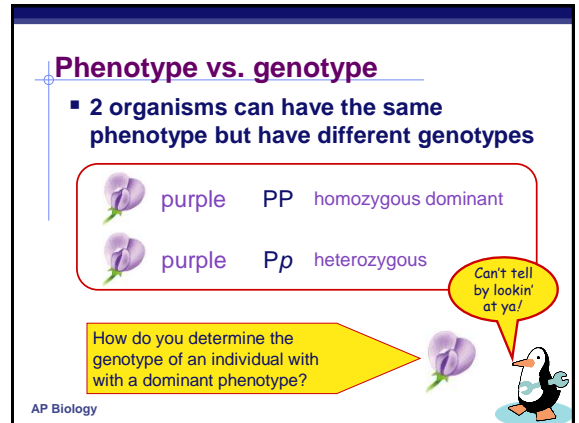 Phenotype vs. genotype
2 organisms can have the same
phenotype but have different genotypes
purple PP homozygous dominant
purple Pp heterozygous
Can't tell
by lookin'
at ya!
How do you determine the
genotype of an individual with
with a dominant phenotype?
AP Biology